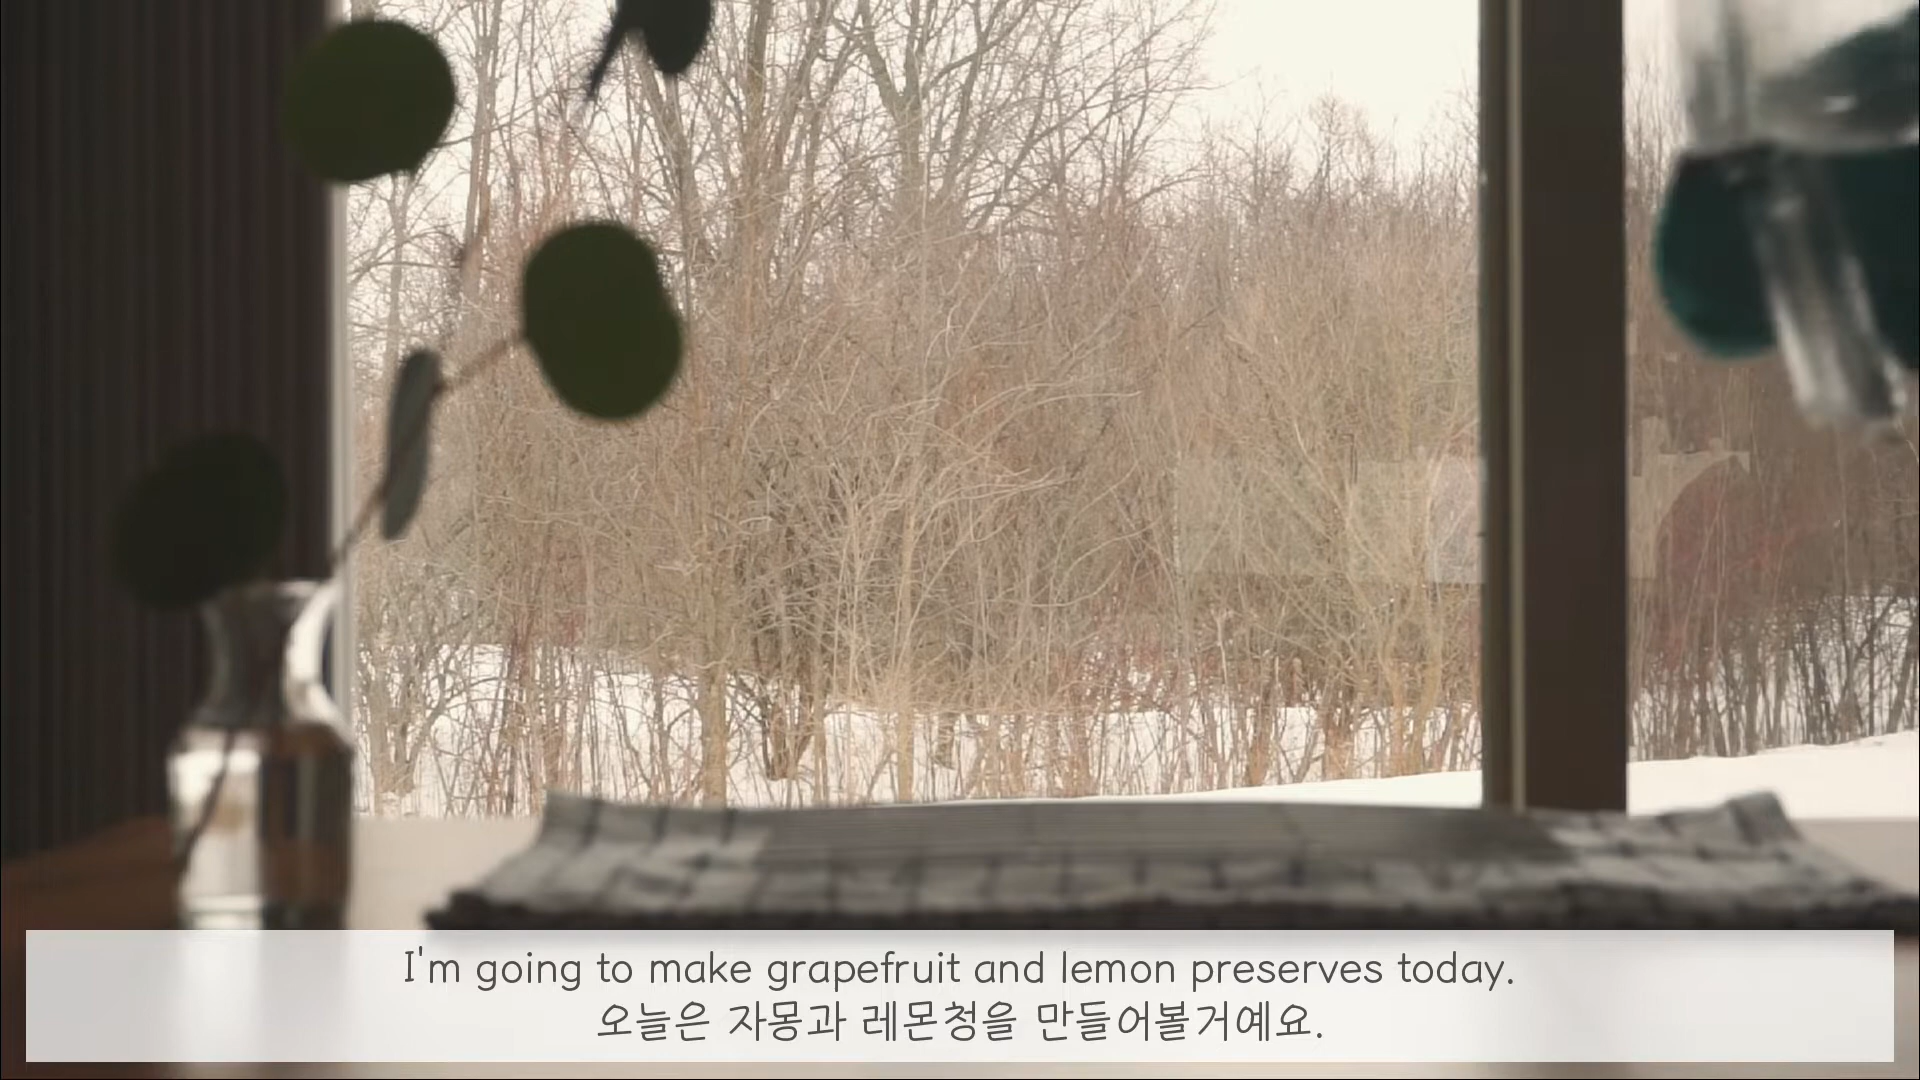 I'm going to make grapefruit and lemon preserves today.
오늘은 자몽과 레몬청을 만들어볼거예요.